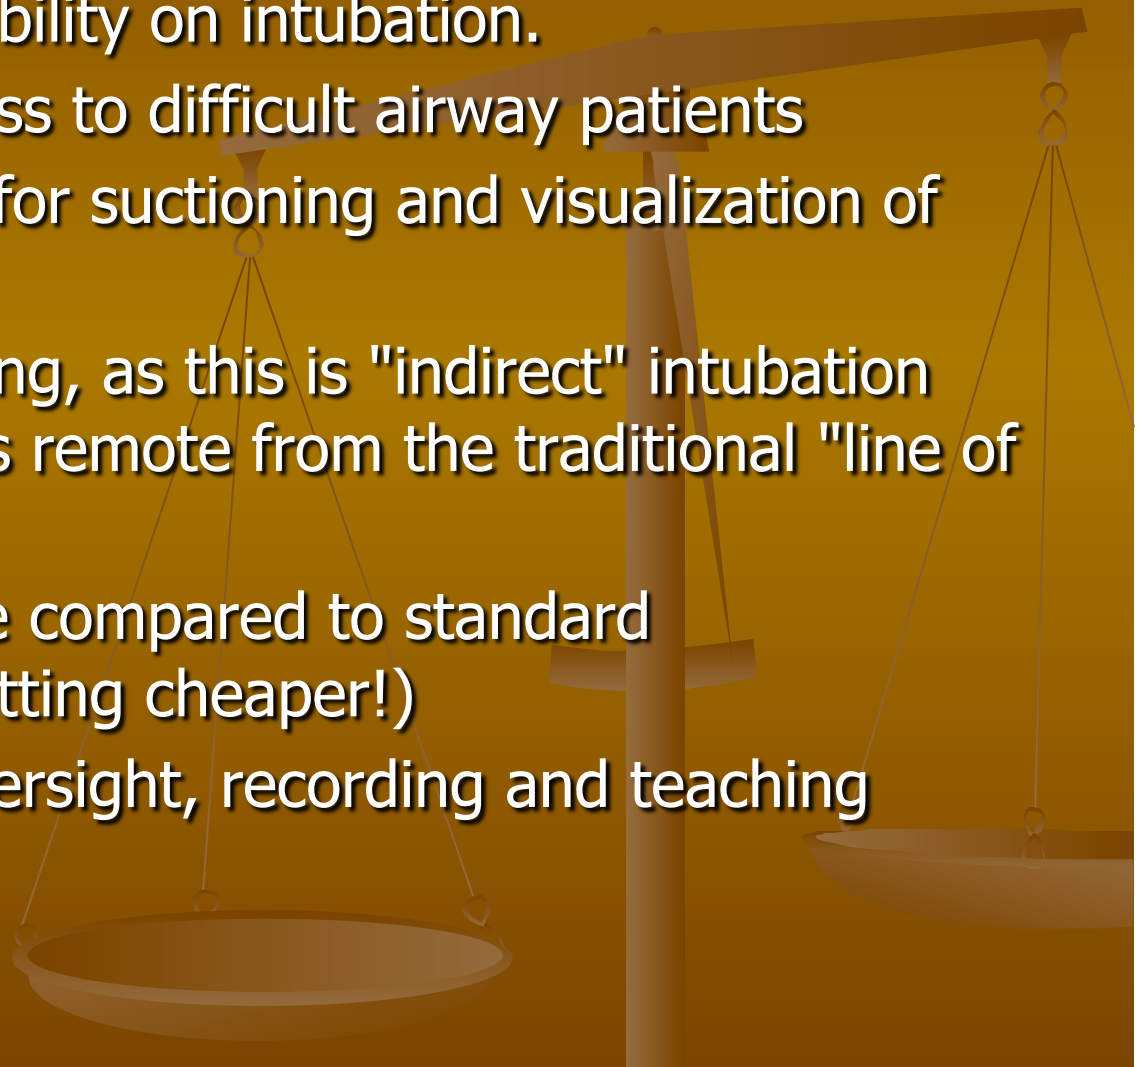 bility on intubation.
ss to difficult airway patients
for suctioning and visualization of
ng, as this is "indirect" intubation
s remote from the traditional "line of
e compared to standard
tting cheaper!)
ersight, recording and teaching